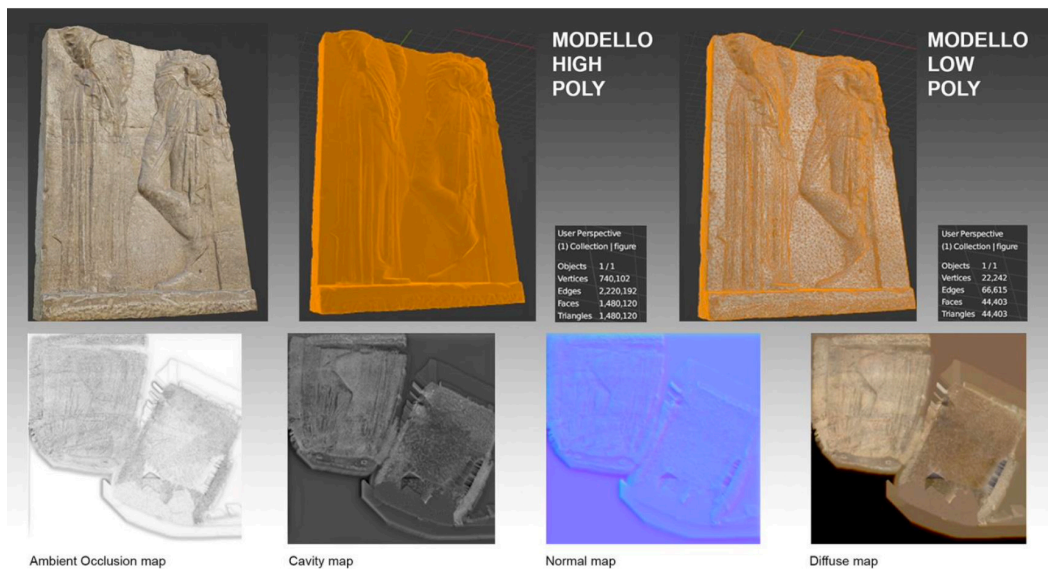 MODELLO
HIGH
POLY
User Perspective
(1) Collection | figure
Objects 1 / 1
Vertices 740,102
Edges 2,220,192
Faces 1,480,120
Triangles 1,480,120
MODELLO
LOW
POLY
User Perspective
(1) Collection | figure
Objects 1 / 1
Vertices 22,242
Edges 66,615
Faces 44,403
Triangles 44,403
Ambient Occlusion map
Cavity map
Normal map
Diffuse map